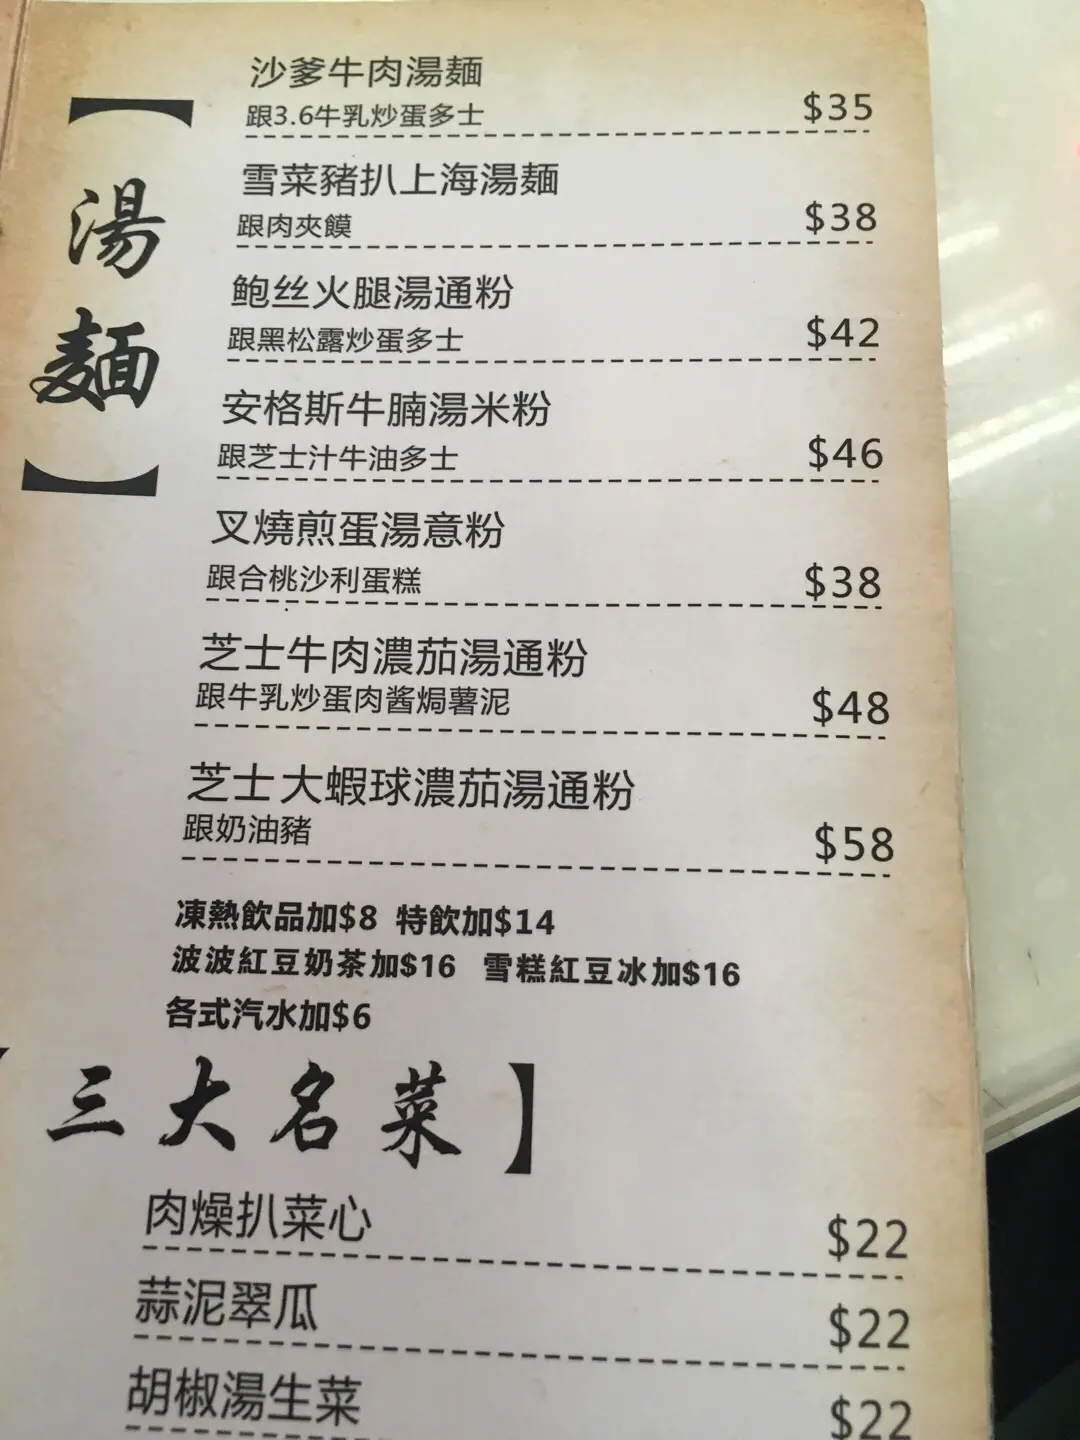 【湯麵】
沙爹牛肉湯麵
跟3.6牛乳炒蛋多士 $35
雪菜豬扒上海湯麵
跟肉夾饃 $38
鮑丝火腿湯通粉
跟黑松露炒蛋多士 $42
安格斯牛腩湯米粉
跟芝士汁牛油多士 $46
叉燒煎蛋湯意粉
跟合桃沙利蛋糕 $38
芝士牛肉濃茄湯通粉
跟牛乳炒蛋肉酱焗薯泥 $48
芝士大蝦球濃茄湯通粉
跟奶油豬 $58
凍熱飲品加$8 特飲加$14
波波紅豆奶茶加$16 雪糕紅豆冰加$16
各式汽水加$6
三大名菜】
肉燥扒菜心 $22
蒜泥翠瓜 $22
胡椒湯生菜 $22